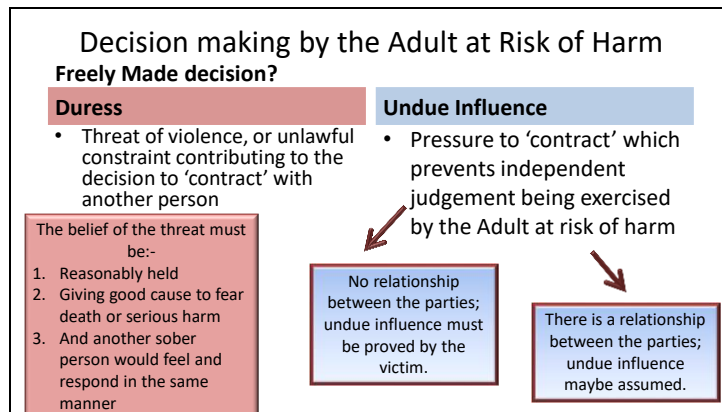 Decision making by the Adult at Risk of Harm
Freely Made decision?
Duress
• Threat of violence, or unlawful
constraint contributing to the
decision to ‘contract’ with
another person
The belief of the threat must
be:-
1. Reasonably held
2. Giving good cause to fear
death or serious harm
3. And another sober
person would feel and
respond in the same
manner
Undue Influence
• Pressure to ‘contract’ which
prevents independent
judgement being exercised
by the Adult at risk of harm
No relationship
between the parties;
undue influence must
be proved by the
victim.
There is a relationship
between the parties;
undue influence
maybe assumed.